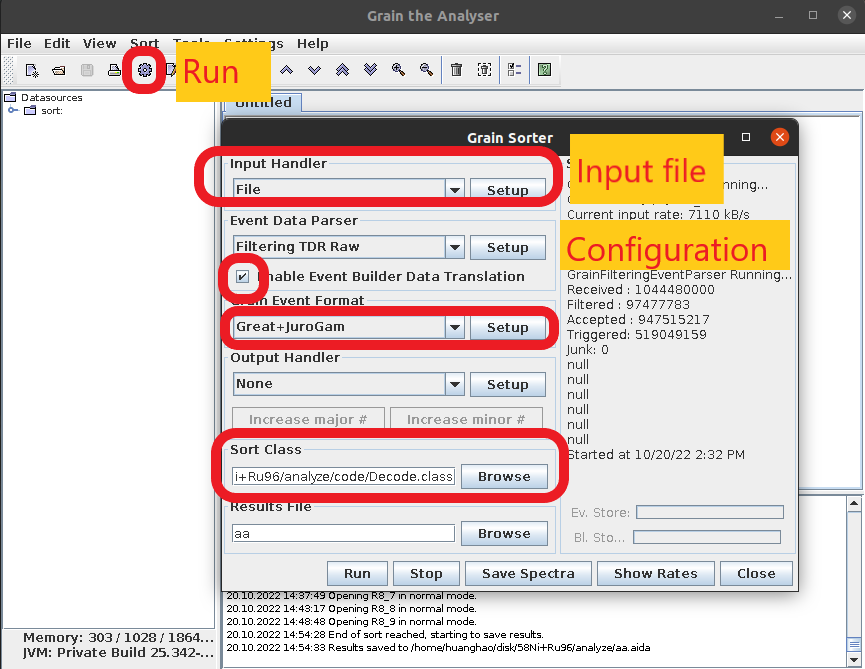 Grain the Analyser
File Edit View Sort Settings Help
Run
Datasources
sort:
Untitled
Grain Sorter
Input Handler
File
Setup
Input file
Event Data Parser
Filtering TDR Raw
Setup
Configuration
Enable Event Builder Data Translation
Grain Event Format
Great+JuroGam
Setup
Output Handler
None
Setup
Increase major #
Increase minor #
Sort Class
i+Ru96/analyze/code/Decode.class
Browse
Results File
aa
Browse
nning...
Current input rate: 7110 kB/s
GrainFilteringEventParser Running...
Received : 1044480000
Filtered : 97477783
Accepted : 947515217
Triggered: 519049159
Junk: 0
null
null
null
null
null
null
Started at 10/20/22 2:32 PM
Ev. Store:
Bl. Sto...
Run
Stop
Save Spectra
Show Rates
Close
20.10.2022 14:37:49 Opening R8_7 in normal mode.
20.10.2022 14:43:17 Opening R8_8 in normal mode.
20.10.2022 14:48:48 Opening R8_9 in normal mode.
20.10.2022 14:54:28 End of sort reached, starting to save results.
20.10.2022 14:54:33 Results saved to /home/huanghao/disk/58Ni+Ru96/analyze/aa.aida
Memory: 303 / 1028 / 1864...
JVM: Private Build 25.342-...